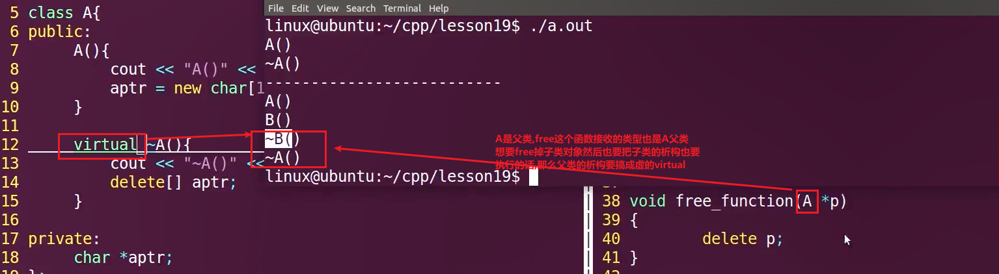 5 class A{
6 public:
7 A(){
8 cout << "A()" <<
9 aptr = new char[1
10 }
11
12 virtual ~A(){
13 cout << "~A()" <<
14 delete[] aptr;
15 }
16
17 private:
18 char *aptr;
File Edit View Search Terminal Help
linux@ubuntu:~/cpp/lesson19$ ./a.out
A()
~A()
--------------------------
A()
B()
~B()
~A()
linux@ubuntu:~/cpp/lesson19$
A是父类,free这个函数接收的类型也是A父类
想要free掉子类对象然后也要把子类的析构也要
执行的话,那么父类的析构要搞成虚的virtual
38 void free_function(A *p)
39 {
40 delete p;
41 }